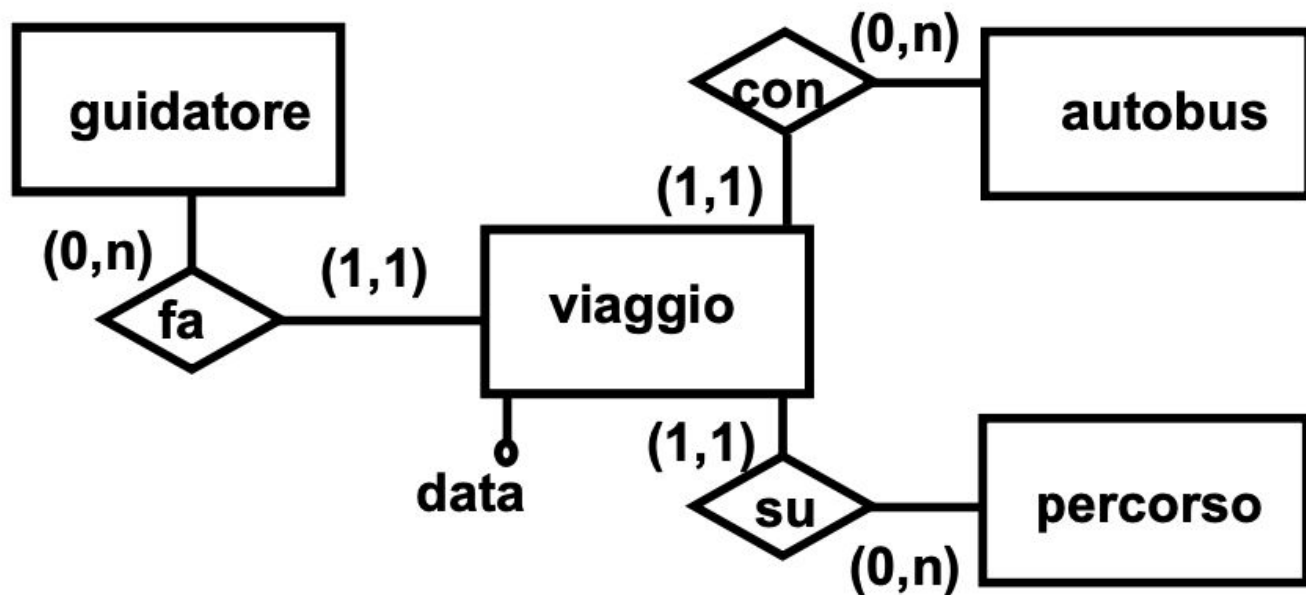 guidatore
(0,n)
fa
(1,1)
viaggio
data
(1,1)
con
(0,n)
autobus
(1,1)
su
(0,n)
percorso